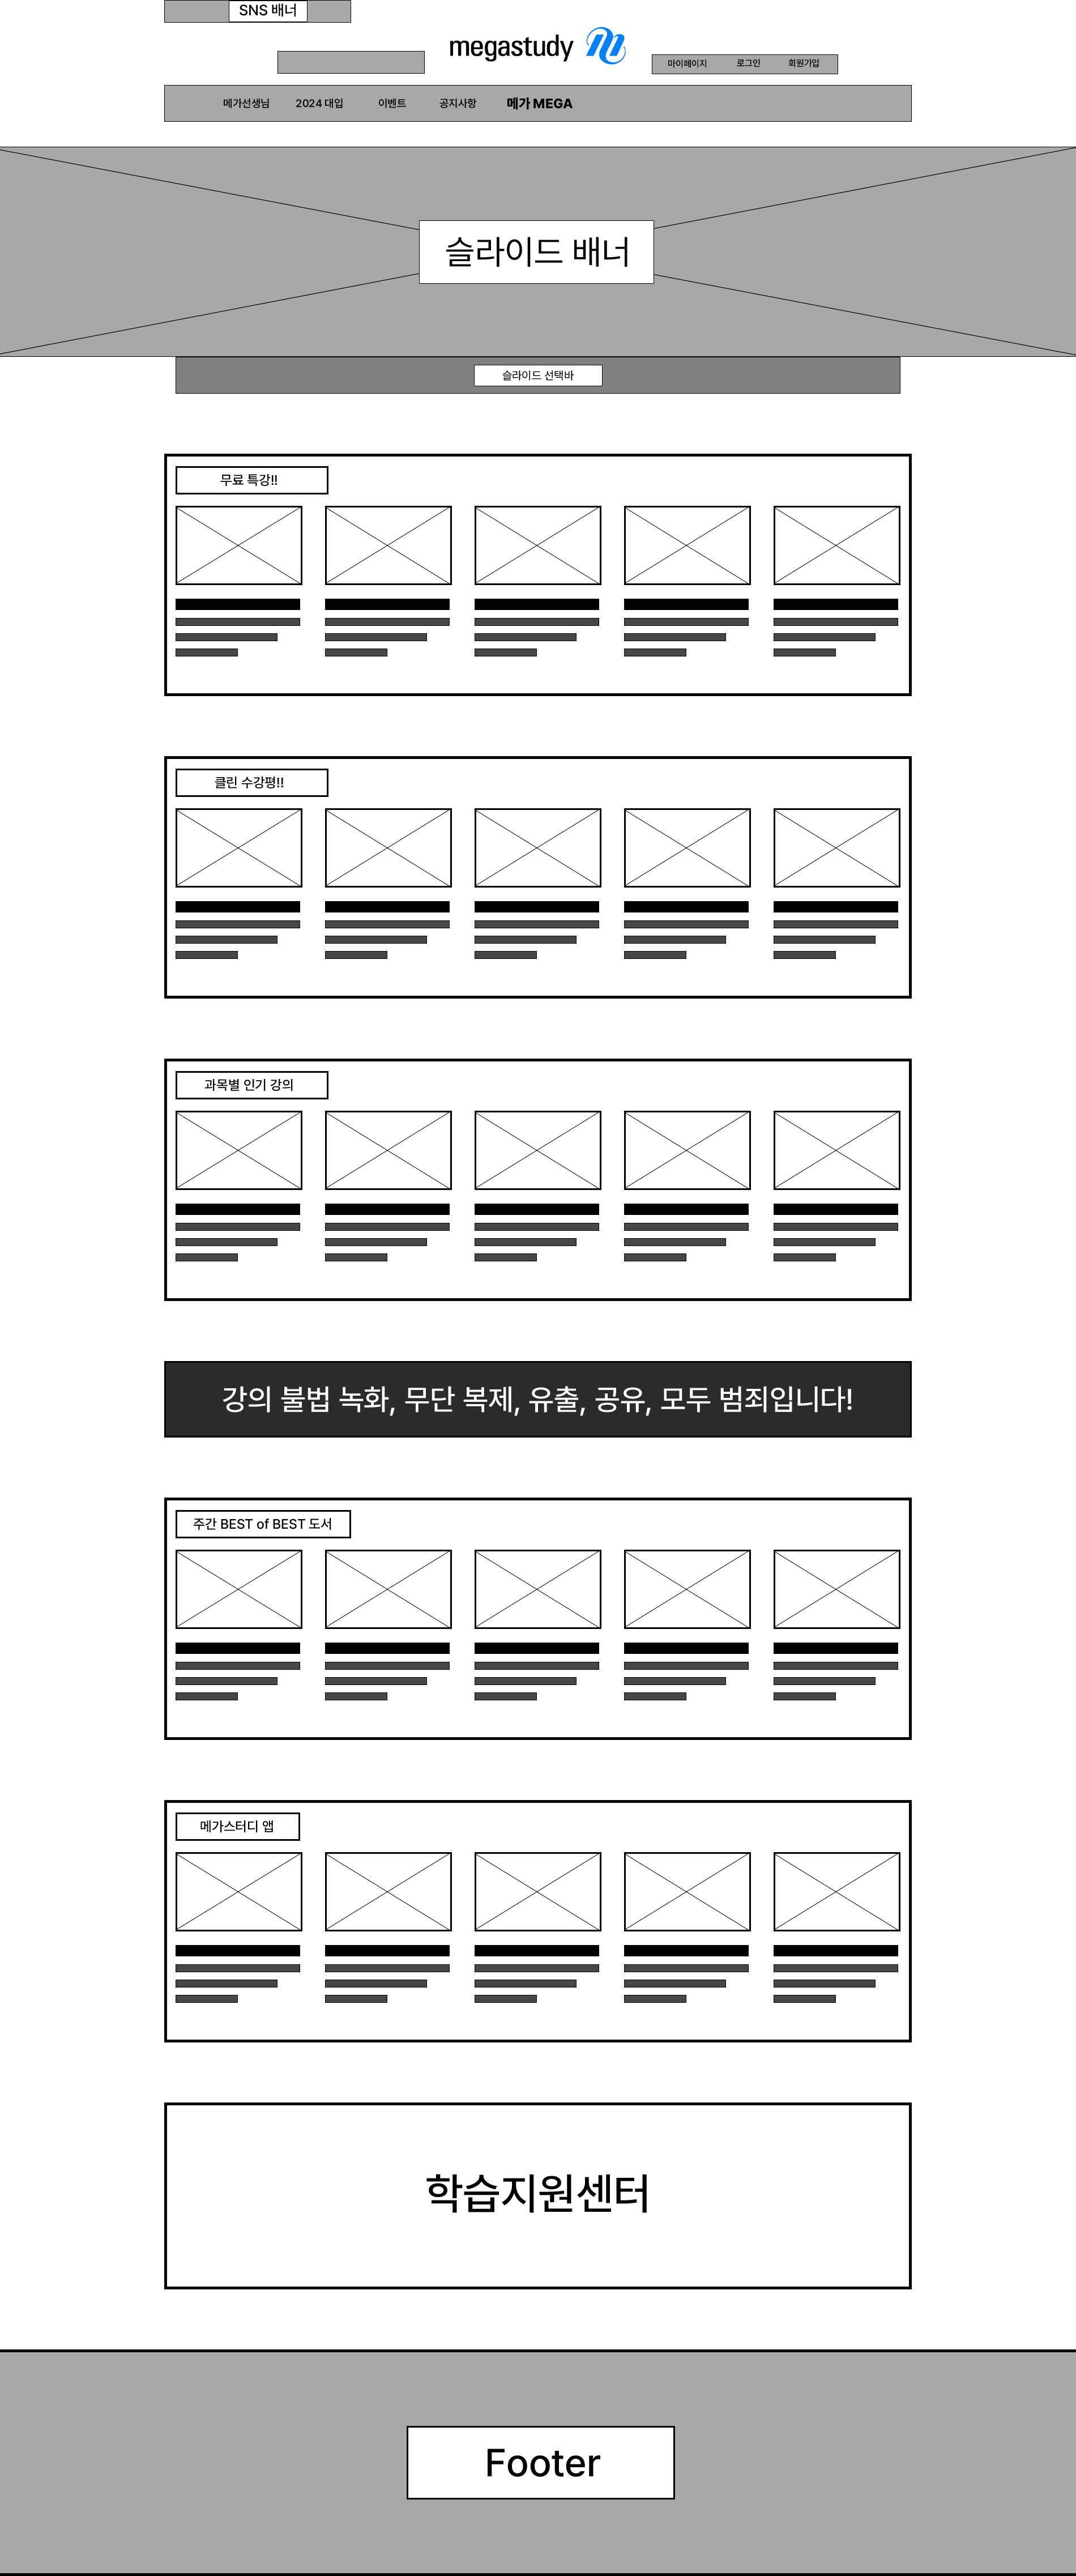 SNS 배너
megastudy
마이페이지 로그인 회원가입
메가선생님 2024 대입 이벤트 공지사항 메가 MEGA
슬라이드 배너
슬라이드 선택바
무료 특강!!
클린 수강평!!
과목별 인기 강의
강의 불법 녹화, 무단 복제, 유출, 공유, 모두 범죄입니다!
주간 BEST of BEST 도서
메가스터디 앱
학습지원센터
Footer